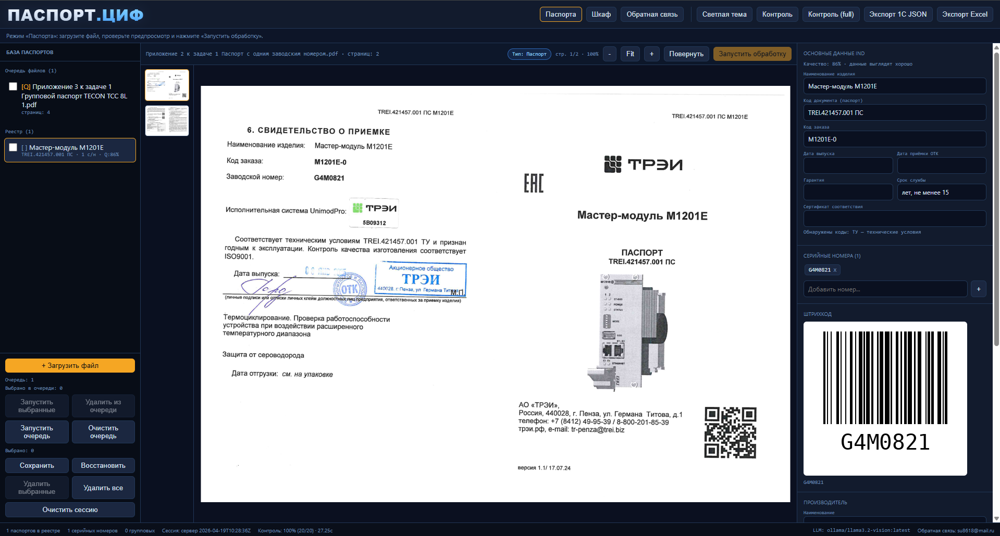 ПАСПОРТ.ЦИФ
Паспорта
Шкаф
Обратная связь
Светлая тема
Контроль
Контроль (full)
Экспорт 1С JSON
Экспорт Excel
Режим «Паспорта»: загрузите файл, проверьте предпросмотр и нажмите «Запустить обработку».
БАЗА ПАСПОРТОВ
Очередь файлов (1)
[Q] Приложение 3 к задаче 1
Групповой паспорт TECON TCC 8L
1.pdf
страниц: 4
Реестр (1)
[ ] Мастер-модуль M1201E
TREI.421457.001 ПС · 1 с/н · Q:86%
+ Загрузить файл
Очередь: 1
Выбрано в очереди: 0
Запустить выбранные
Удалить из очереди
Запустить очередь
Очистить очередь
Выбрано: 0
Сохранить
Восстановить
Удалить выбранные
Удалить все
Очистить сессию
Приложение 2 к задаче 1 Паспорт с одним заводским номером.pdf · страниц: 2
Тип: Паспорт
стр. 1/2 · 100%
-
Fit
+
Повернуть
Запустить обработку
TREI.421457.001 ПС M1201E
6. СВИДЕТЕЛЬСТВО О ПРИЕМКЕ
Наименование изделия: Мастер-модуль M1201E
Код заказа: M1201E-0
Заводской номер: G4M0821
Исполнительная система UnimodPro:
ТРЭИ
5B09312
Соответствует техническим условиям TREI.421457.001 ТУ и признан
годным к эксплуатации. Контроль качества изготовления соответствует
ISO9001.
Дата выпуска:
ОТК
Акционерное общество
ТРЭИ
440028. г. Пенза, ул Германа Титова
М.П.
(личные подписи или оттиски личных клейм должностных лиц предприятия, ответственных за приемку изделия)
Термоциклирование. Проверка работоспособности
устройства при воздействии расширенного
температурного диапазона
Защита от сероводорода
Дата отгрузки: см. на упаковке
TREI.421457.001 ПС M1201E
ТРЭИ
EAC
Мастер-модуль M1201E
ПАСПОРТ
TREI.421457.001 ПС
M1201E
1 2
ST-BUS
POWER
STATUS
MODE
USB
E1 / E2
E3 E4
ETHERNET
TREI
АО «ТРЭИ»,
Россия, 440028, г. Пенза, ул. Германа Титова, д.1
телефон: +7 (8412) 49-95-39 / 8-800-201-85-39
трэи.рф, e-mail: tr-penza@trei.biz
версия 1.1/ 17.07.24
ОСНОВНЫЕ ДАННЫЕ IND
Качество: 86% · данные выглядят хорошо
Наименование изделия
Мастер-модуль M1201E
Код документа (паспорт)
TREI.421457.001 ПС
Код заказа
M1201E-0
Дата выпуска
Дата приёмки ОТК
Гарантия
Срок службы
лет, не менее 15
Сертификат соответствия
Обнаружены коды: ТУ — технические условия
СЕРИЙНЫЕ НОМЕРА (1)
G4M0821 x
Добавить номер...
+
ШТРИХКОД
G4M0821
G4M0821
ПРОИЗВОДИТЕЛЬ
Наименование
1 паспортов в реестре
1 серийных номеров
0 групповых
Сессия: сервер 2026-04-19T10:28:36Z
Контроль: 100% (20/20) · 27.25с
LLM: ollama/llama3.2-vision:latest
Обратная связь: su8618@mail.ru